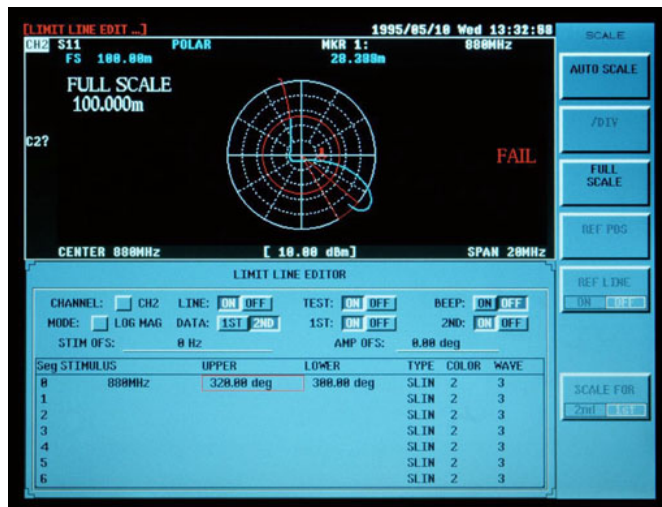 [LIMIT LINE EDIT ...] 1995/05/10 Wed 13:32:08
CH2 S11 POLAR MKR 1: 880MHz
FS 100.00m 28.389m
FULL SCALE
100.000m
C2?
FAIL
CENTER 880MHz [ 10.00 dBm] SPAN 20MHz
LIMIT LINE EDITOR
CHANNEL: CH2 LINE: ON OFF TEST: ON OFF BEEP: ON OFF
MODE: LOG MAG DATA: 1ST 2ND 1ST: ON OFF 2ND: ON OFF
STIM OFS: 0 Hz AMP OFS: 0.00 deg
Seg STIMULUS UPPER LOWER TYPE COLOR WAVE
0 880MHz 320.00 deg 300.00 deg SLIN 2 3
1 SLIN 2 3
2 SLIN 2 3
3 SLIN 2 3
4 SLIN 2 3
5 SLIN 2 3
6 SLIN 2 3
SCALE
AUTO SCALE
/DIV
FULL
SCALE
REF POS
REF LINE
ON OFF
SCALE FOR
2nd 1st